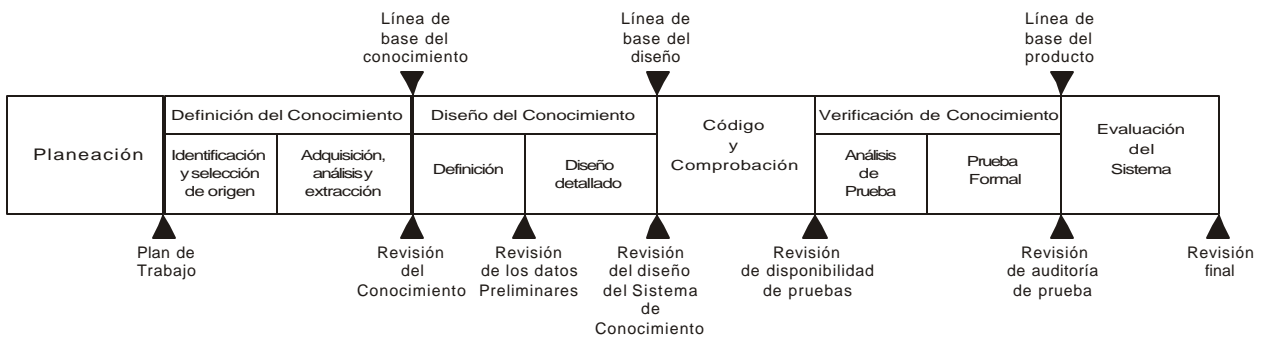 Línea de
base del
conocimiento
Línea de
base del
diseño
Línea de
base del
producto
Planeación
Definición del Conocimiento
Identificación
y selección
de origen
Adquisición,
análisis y
extracción
Diseño del Conocimiento
Definición
Diseño
detallado
Código
y
Comprobación
Verificación de Conocimiento
Análisis
de
Prueba
Prueba
Formal
Evaluación
del
Sistema
Plan de
Trabajo
Revisión
del
Conocimiento
Revisión
de los datos
Preliminares
Revisión
del diseño
del Sistema
de
Conocimiento
Revisión
de disponibilidad
de pruebas
Revisión
de auditoría
de prueba
Revisión
final